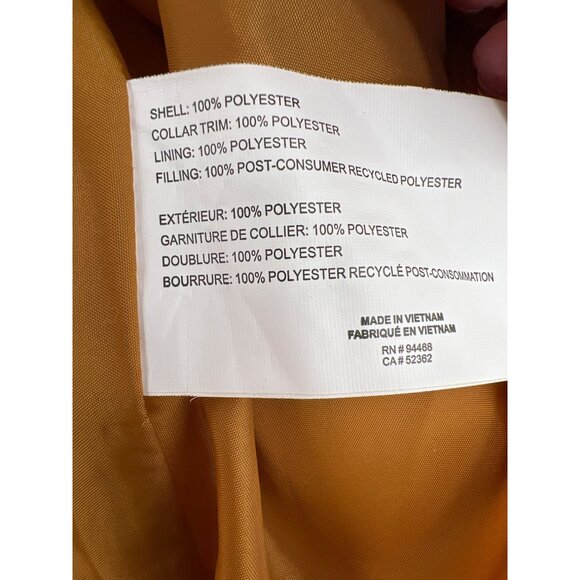 SHELL: 100% POLYESTER
COLLAR TRIM: 100% POLYESTER
LINING: 100% POLYESTER
FILLING: 100% POST-CONSUMER RECYCLED POLYESTER
EXTÉRIEUR: 100% POLYESTER
GARNITURE DE COLLIER: 100% POLYESTER
DOUBLURE: 100% POLYESTER
BOURRURE: 100% POLYESTER RECYCLÉ POST-CONSOMMATION
MADE IN VIETNAM
FABRIQUÉ EN VIETNAM
RN # 94468
CA # 52362